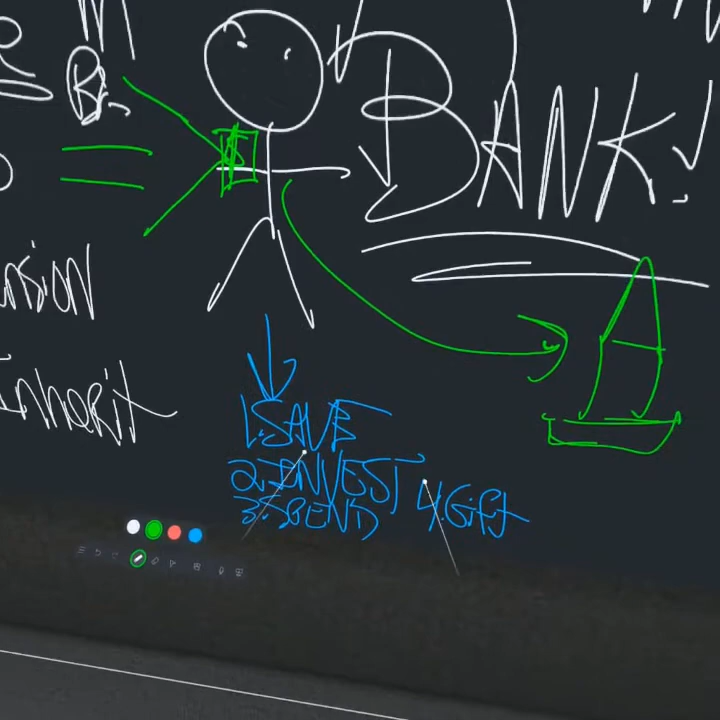 BANK!
$
nsion
Inherit
1. SAVE
2. INVEST
3. SPEND
4. Gift